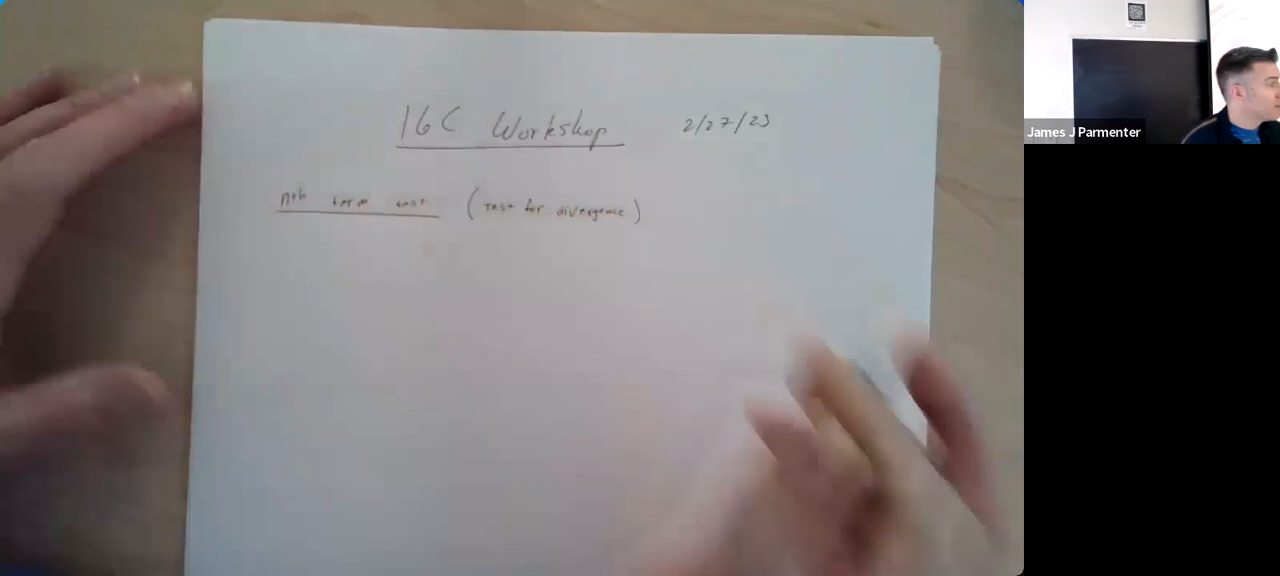 16C Workshop 2/27/23
nth term test (Test for divergence)
James J Parmenter